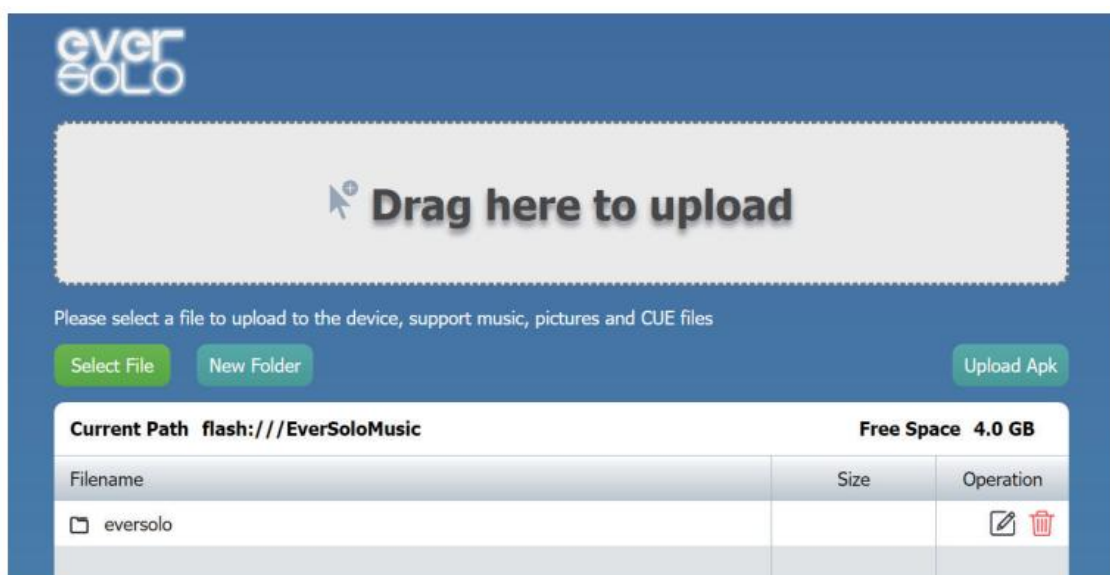 ever
SOLO
Drag here to upload
Please select a file to upload to the device, support music, pictures and CUE files
Select File New Folder Upload Apk
Current Path flash:///EverSoloMusic Free Space 4.0 GB
Filename Size Operation
eversolo